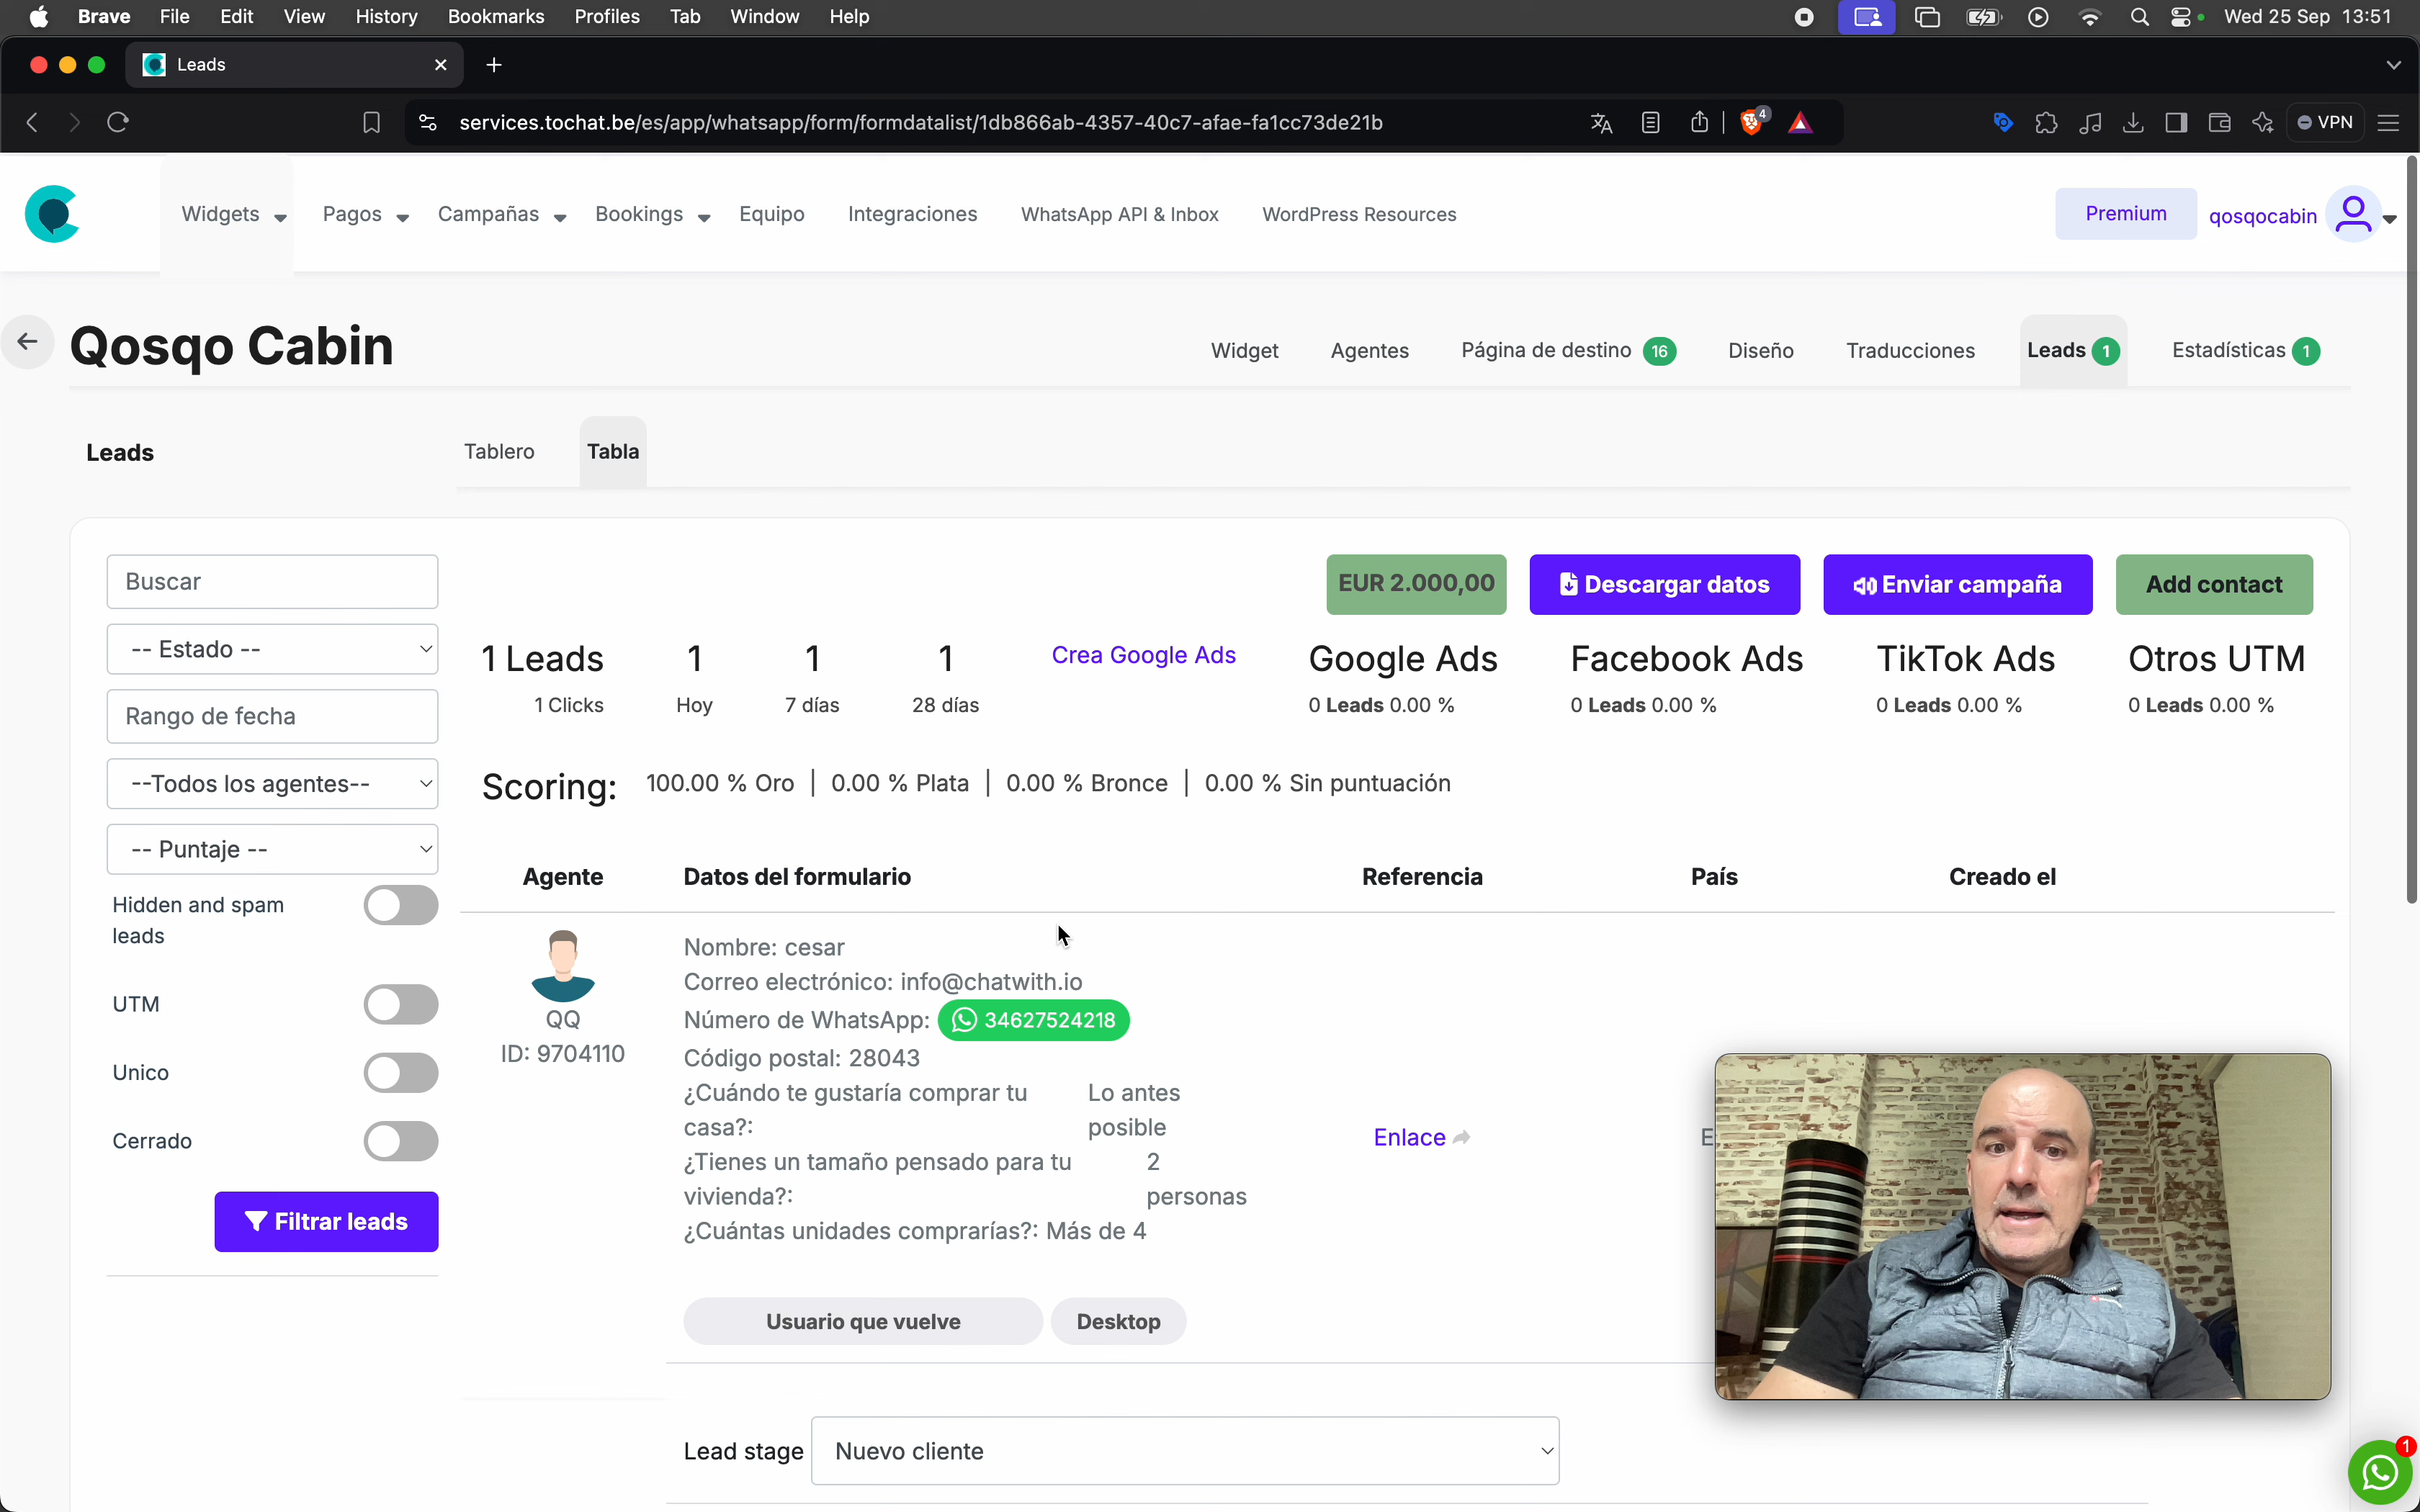 Brave File Edit View History Bookmarks Profiles Tab Window Help Wed 25 Sep 13:51
Leads
services.tochat.be/es/app/whatsapp/form/formdatalist/1db866ab-4357-40c7-afae-fa1cc73de21b 4 VPN
Widgets Pagos Campañas Bookings Equipo Integraciones WhatsApp API & Inbox WordPress Resources Premium qosqocabin
Qosqo Cabin Widget Agentes Página de destino 16 Diseño Traducciones Leads 1 Estadísticas 1
Leads Tablero Tabla
Buscar
-- Estado --
Rango de fecha
--Todos los agentes--
-- Puntaje --
Hidden and spam
leads
UTM
Unico
Cerrado
Filtrar leads
EUR 2.000,00 Descargar datos Enviar campaña Add contact
1 Leads 1 1 1 Crea Google Ads Google Ads Facebook Ads TikTok Ads Otros UTM
1 Clicks Hoy 7 días 28 días 0 Leads 0.00 % 0 Leads 0.00 % 0 Leads 0.00 % 0 Leads 0.00 %
Scoring: 100.00 % Oro | 0.00 % Plata | 0.00 % Bronce | 0.00 % Sin puntuación
Agente Datos del formulario Referencia País Creado el
QQ
ID: 9704110
Nombre: cesar
Correo electrónico: info@chatwith.io
Número de WhatsApp: 34627524218
Código postal: 28043
¿Cuándo te gustaría comprar tu Lo antes
casa?: posible
Enlace
¿Tienes un tamaño pensado para tu 2
vivienda?: personas
¿Cuántas unidades comprarías?: Más de 4
Usuario que vuelve Desktop
Lead stage Nuevo cliente
1